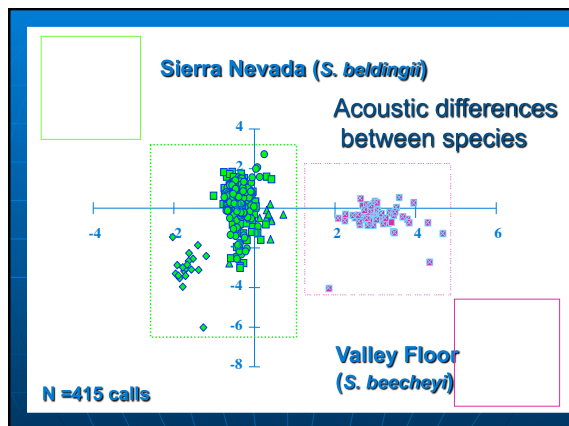 Sierra Nevada (S. beldingii)
Acoustic differences
between species
4
2
-4
-2
2
4
6
-4
-6
-8
Valley Floor
(S. beecheyi)
N =415 calls